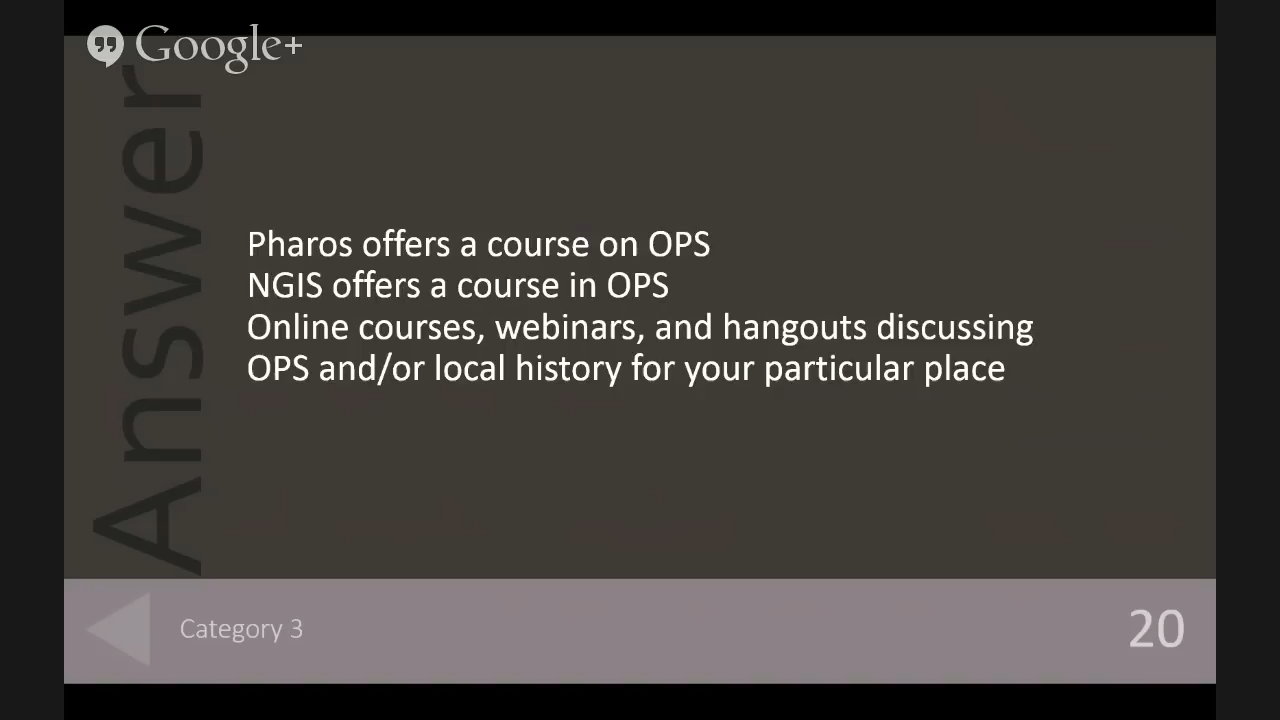 Google+
Answer
Pharos offers a course on OPS
NGIS offers a course in OPS
Online courses, webinars, and hangouts discussing
OPS and/or local history for your particular place
Category 3
20